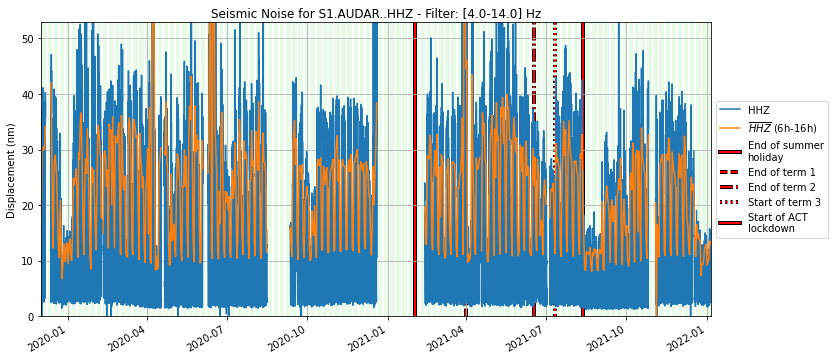 Seismic Noise for S1.AUDAR..HHZ - Filter: [4.0-14.0] Hz
Displacement (nm)
50
40
30
20
10
0
2020-01
2020-04
2020-07
2020-10
2021-01
2021-04
2021-07
2021-10
2022-01
HHZ
HHZ (6h-16h)
End of summer
holiday
End of term 1
End of term 2
Start of term 3
Start of ACT
lockdown